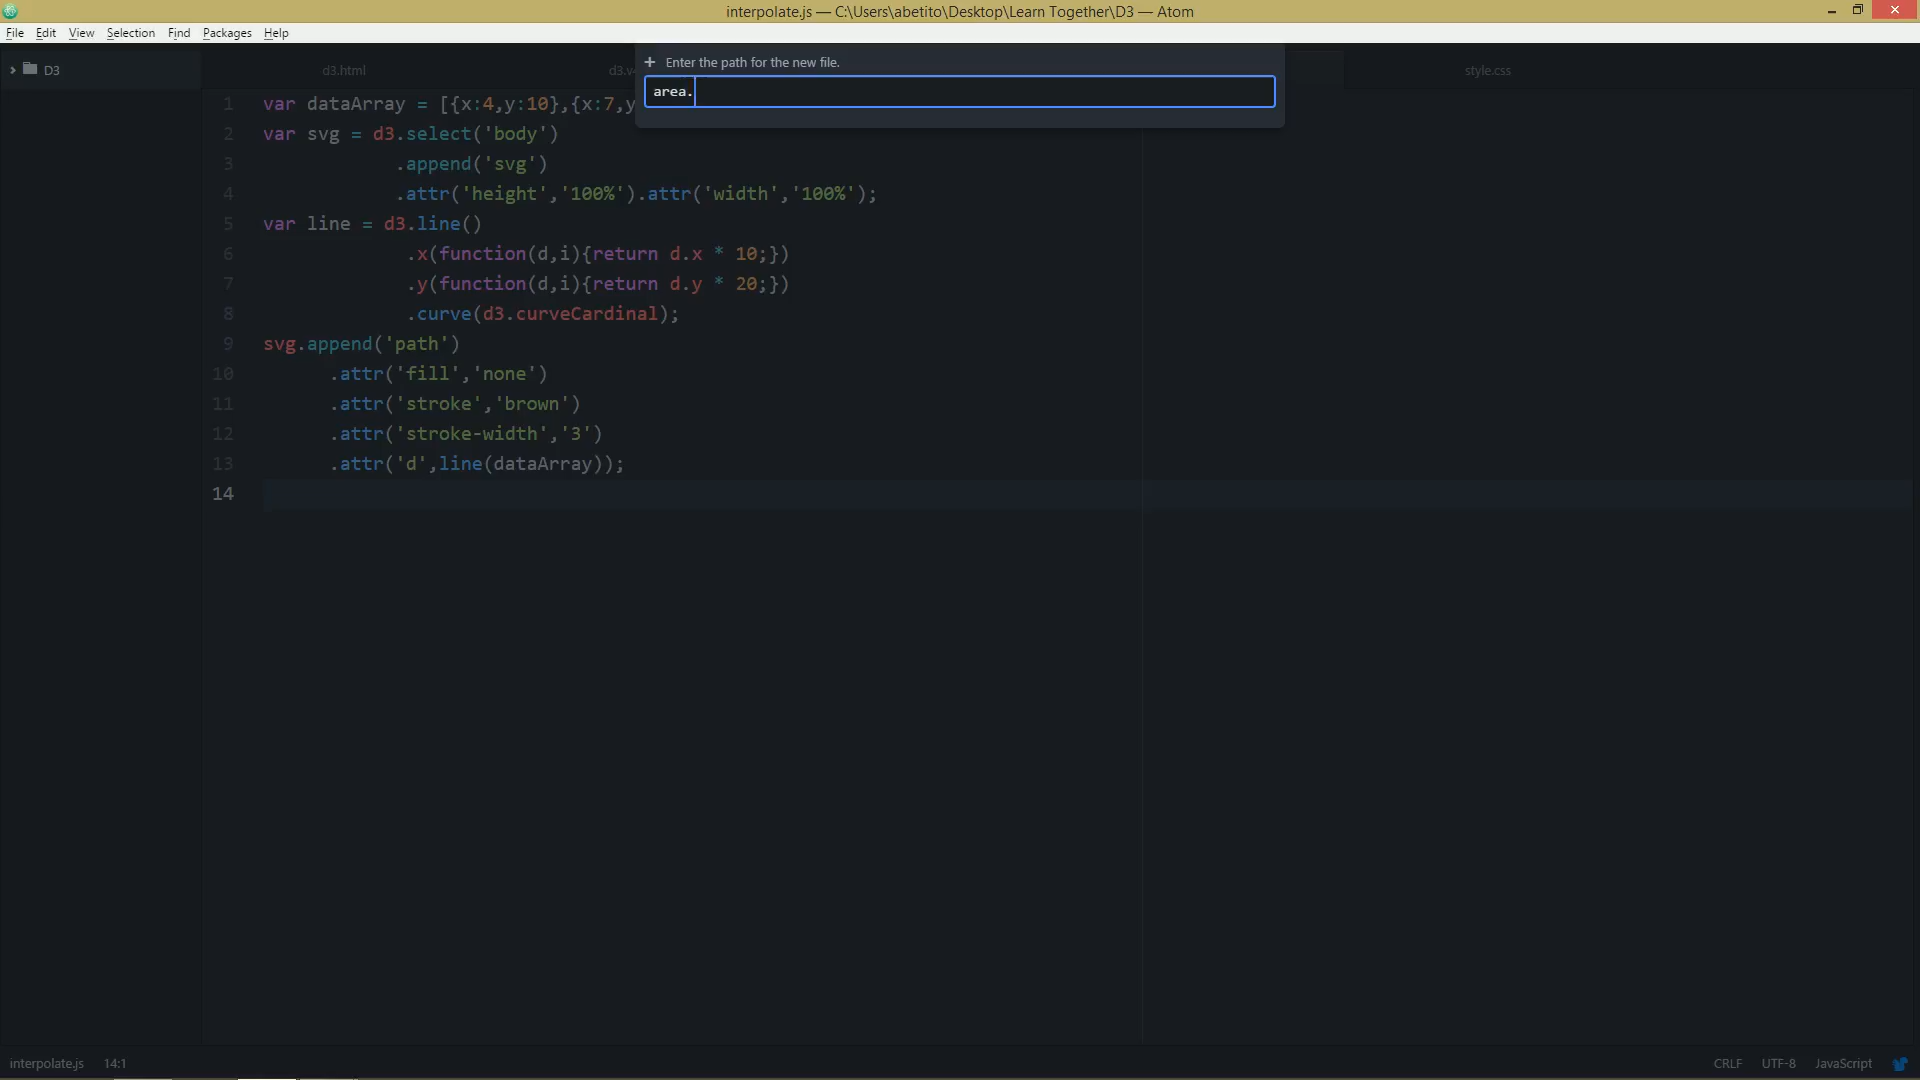 interpolate.js — C:\Users\abetito\Desktop\Learn Together\D3 — Atom
File Edit View Selection Find Packages Help
+ Enter the path for the new file.
D3
d3.html
style.css
area.
1 var dataArray = [{x:4,y:10},{x:7,y
2 var svg = d3.select('body')
3 .append('svg')
4 .attr('height','100%').attr('width','100%');
5 var line = d3.line()
6 .x(function(d,i){return d.x * 10;})
7 .y(function(d,i){return d.y * 20;})
8 .curve(d3.curveCardinal);
9 svg.append('path')
10 .attr('fill','none')
11 .attr('stroke','brown')
12 .attr('stroke-width','3')
13 .attr('d',line(dataArray));
14
interpolate.js 14:1 CRLF UTF-8 JavaScript